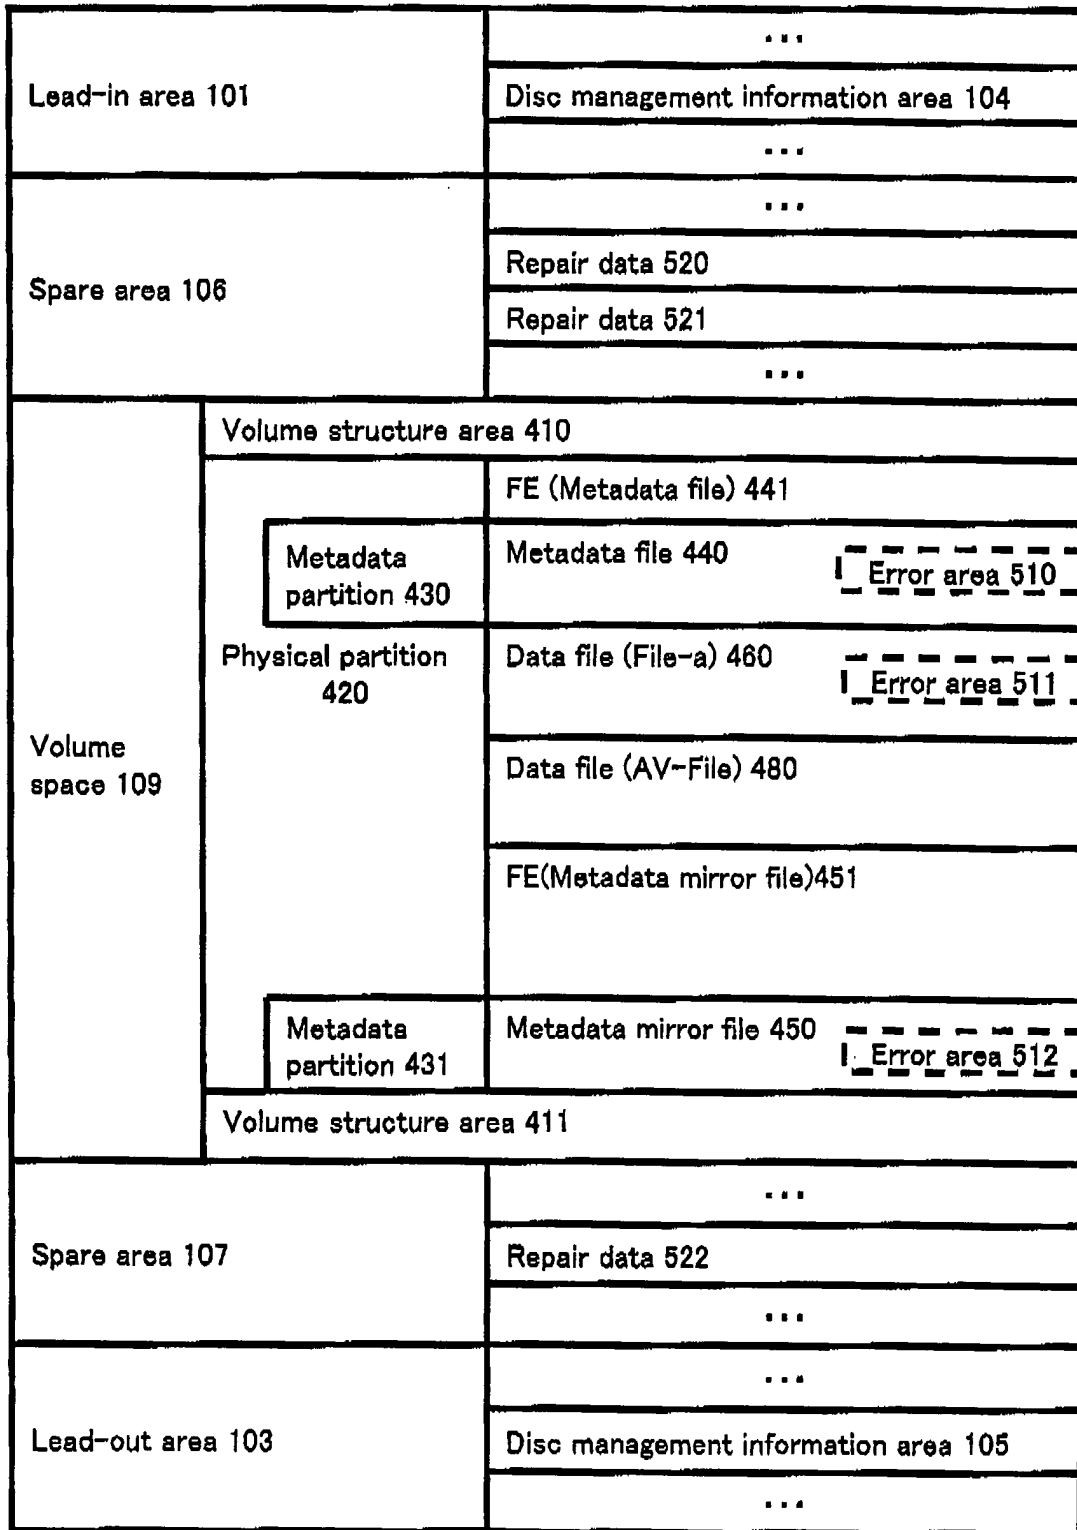 ...
Lead-in area 101
Disc management information area 104
...
...
Repair data 520
Spare area 106
Repair data 521
...
Volume structure area 410
FE (Metadata file) 441
Metadata
partition 430
Metadata file 440
Error area 510
Physical partition
420
Data file (File-a) 460
Error area 511
Volume
space 109
Data file (AV-File) 480
FE(Metadata mirror file)451
Metadata
partition 431
Metadata mirror file 450
Error area 512
Volume structure area 411
...
Spare area 107
Repair data 522
...
...
Lead-out area 103
Disc management information area 105
...